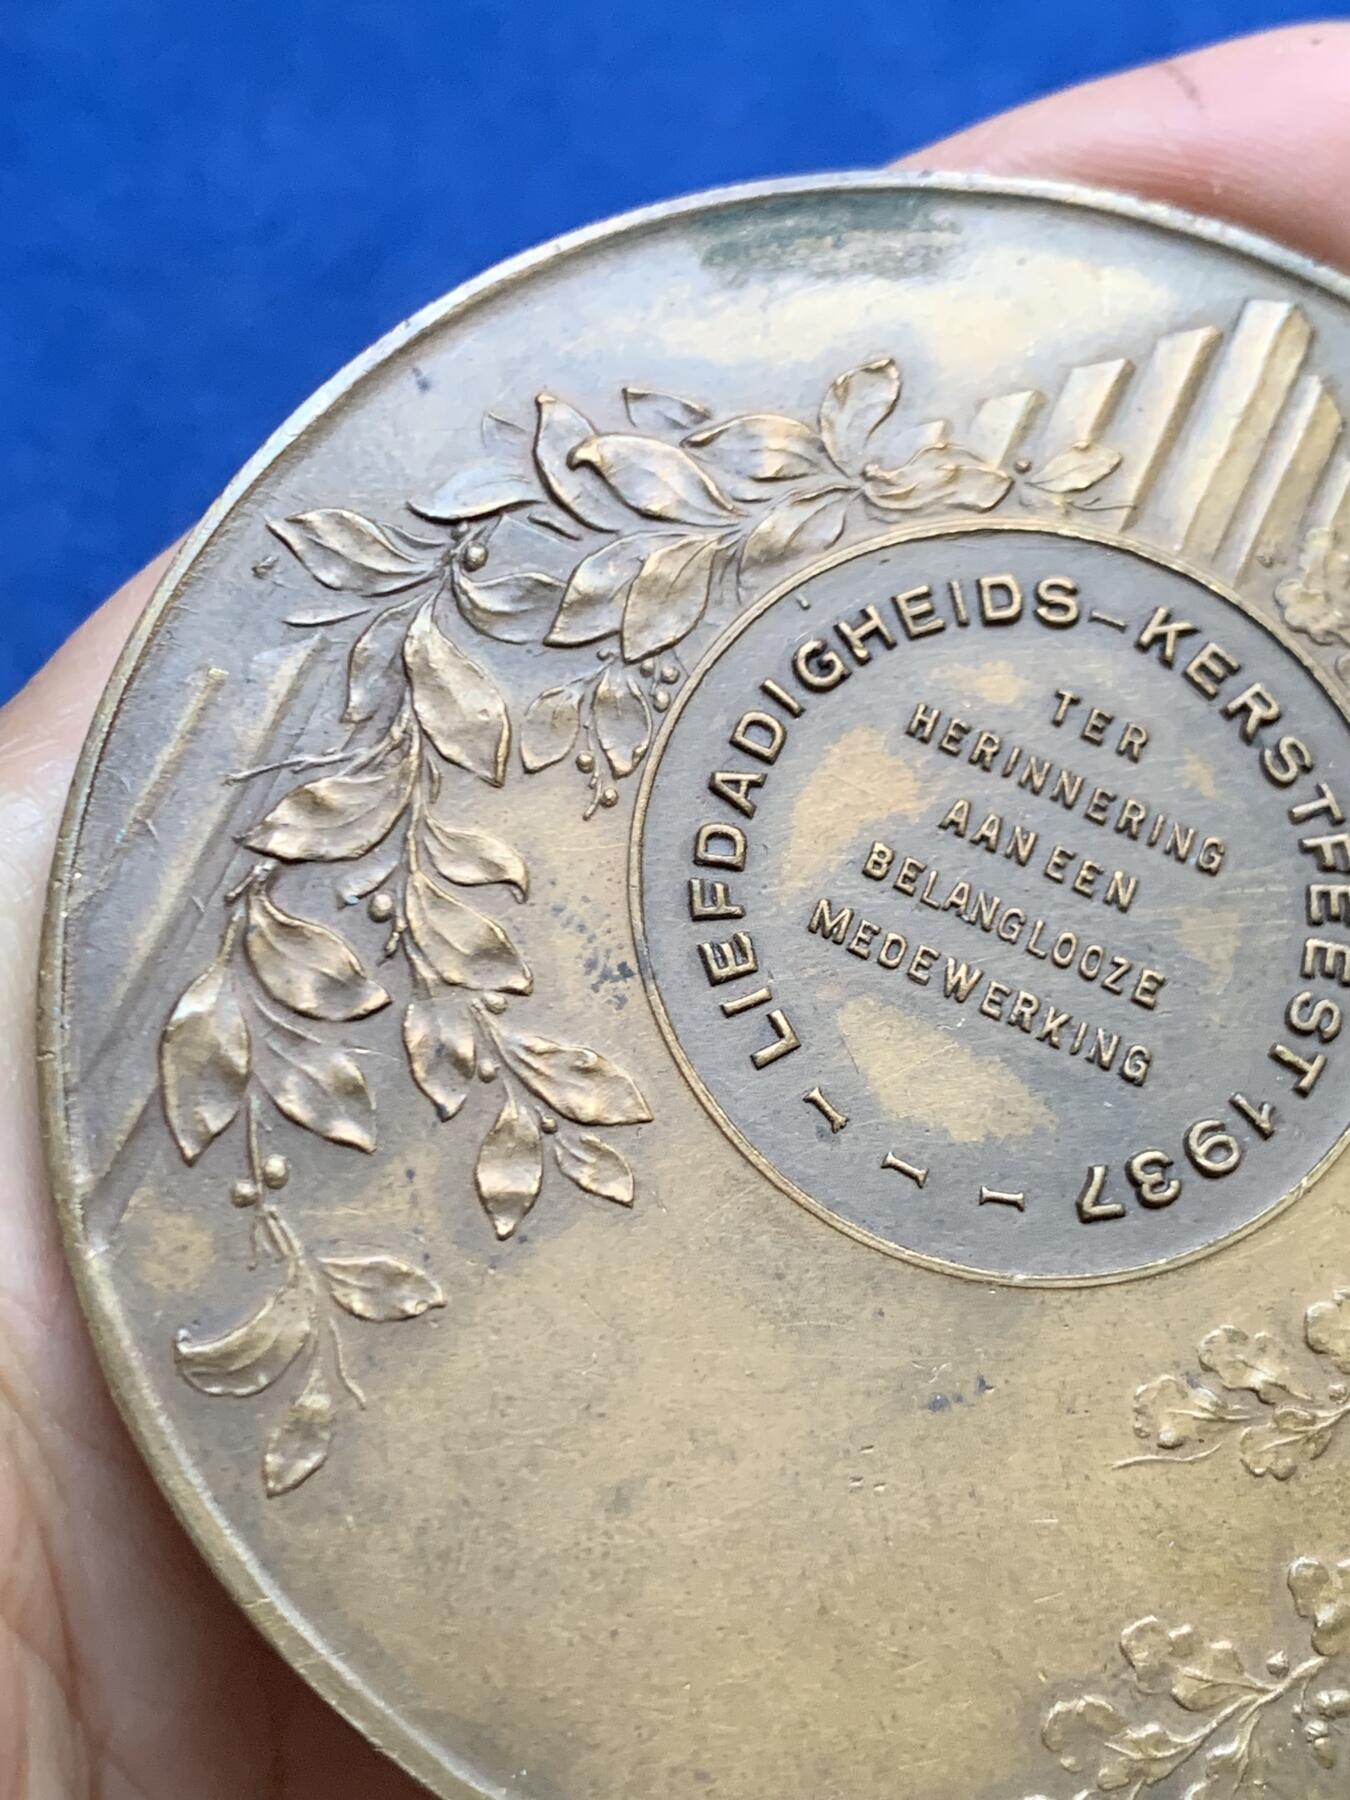 LIEFDADIGHEIDS-KERSTFEEST 1937
TER
HERINNERING
AAN EEN
BELANGLOOZE
MEDEWERKING